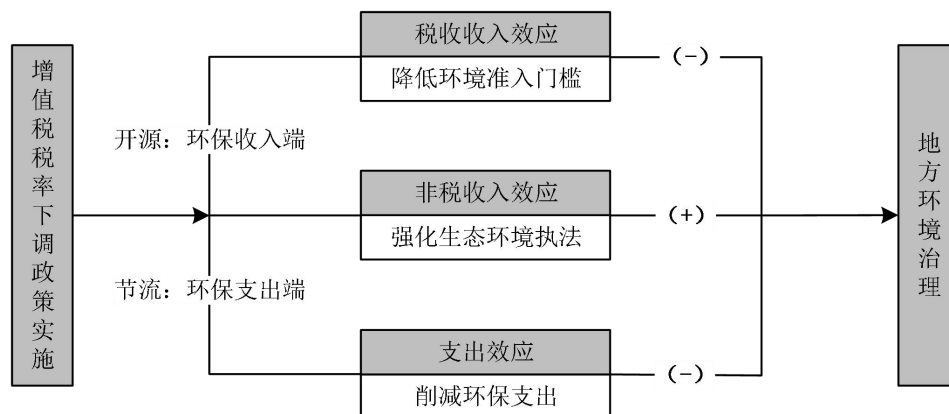 增值税税率下调政策实施
开源：环保收入端
节流：环保支出端
税收收入效应
降低环境准入门槛
(-)
非税收入效应
强化生态环境执法
(+)
支出效应
削减环保支出
(-)
地方环境治理